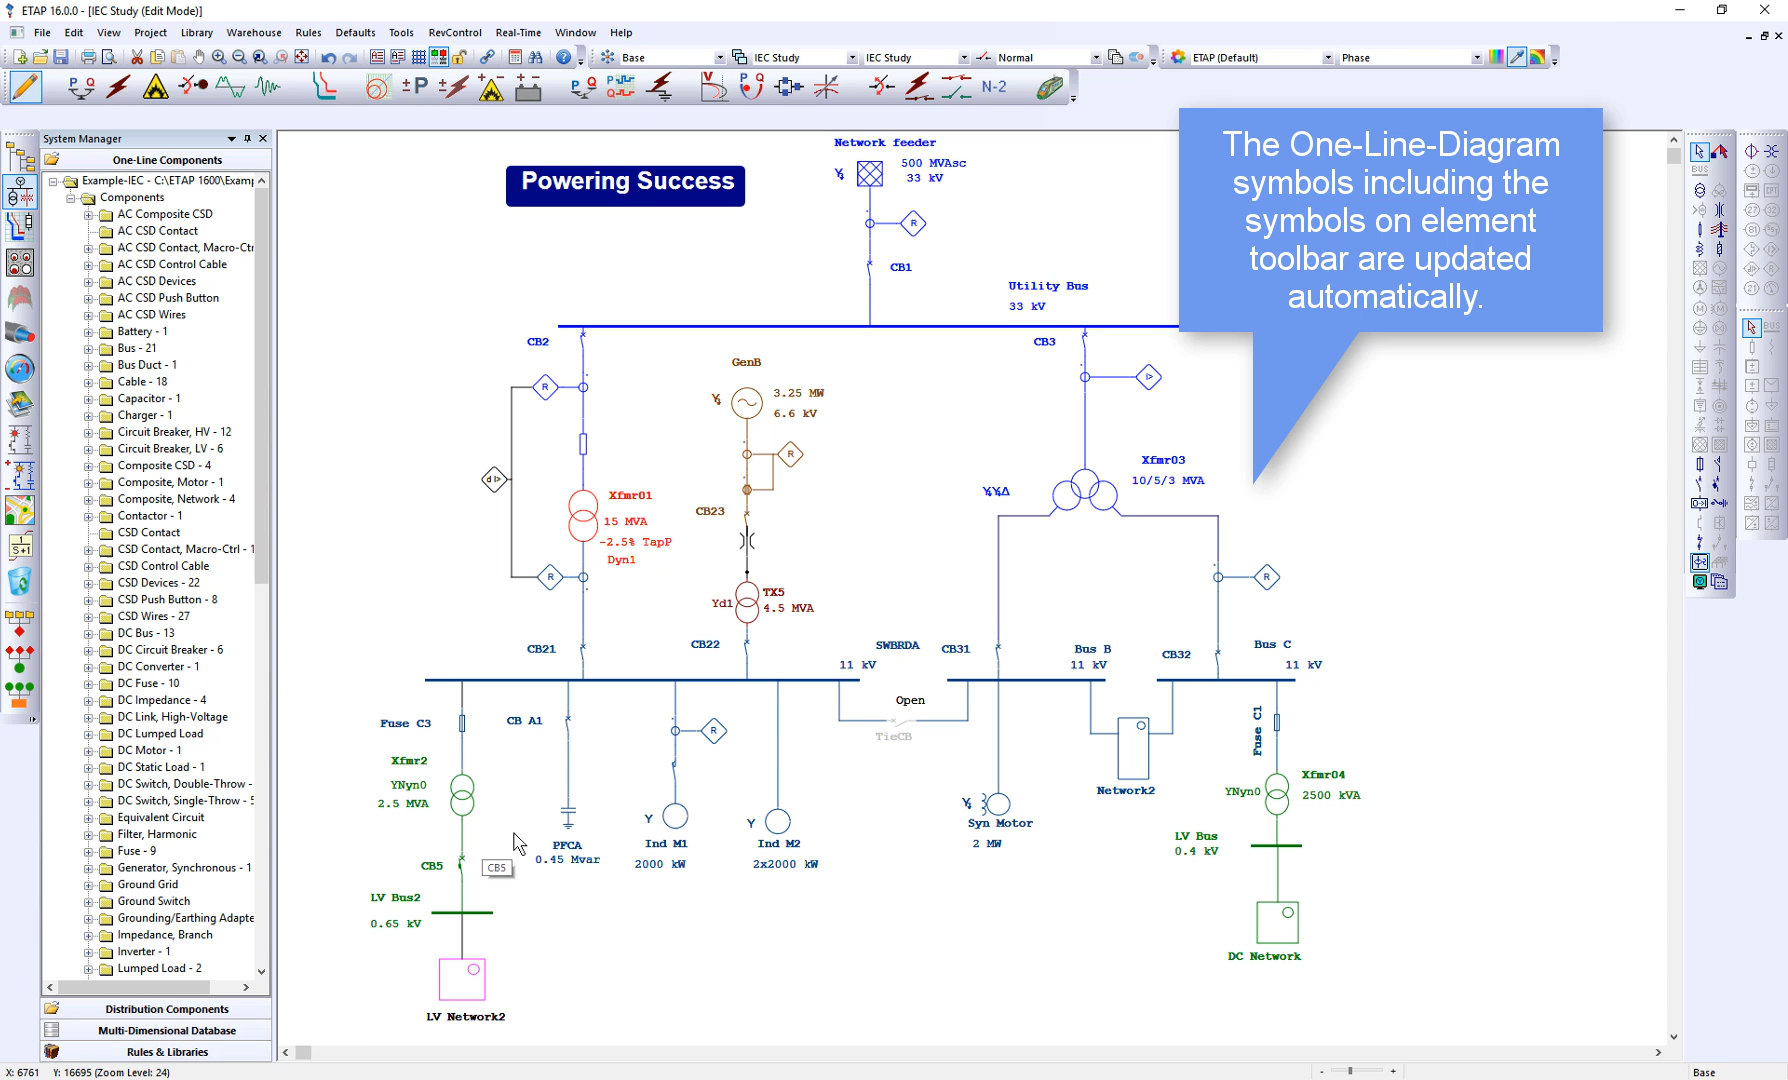 ETAP 16.0.0 - [IEC Study (Edit Mode)]
File Edit View Project Library Warehouse Rules Defaults Tools RevControl Real-Time Window Help
Base IEC Study IEC Study Normal ETAP (Default) Phase
N-2
System Manager
One-Line Components
Example-IEC - C:\ETAP 1600\Examp
Components
AC Composite CSD
AC CSD Contact
AC CSD Contact, Macro-Ctr
AC CSD Control Cable
AC CSD Devices
AC CSD Push Button
AC CSD Wires
Battery - 1
Bus - 21
Bus Duct - 1
Cable - 18
Capacitor - 1
Charger - 1
Circuit Breaker, HV - 12
Circuit Breaker, LV - 6
Composite CSD - 4
Composite, Motor - 1
Composite, Network - 4
Contactor - 1
CSD Contact
CSD Contact, Macro-Ctrl - 1
CSD Control Cable
CSD Devices - 22
CSD Push Button - 8
CSD Wires - 27
DC Bus - 13
DC Circuit Breaker - 6
DC Converter - 1
DC Fuse - 10
DC Impedance - 4
DC Link, High-Voltage
DC Lumped Load
DC Motor - 1
DC Static Load - 1
DC Switch, Double-Throw -
DC Switch, Single-Throw - 5
Equivalent Circuit
Filter, Harmonic
Fuse - 9
Generator, Synchronous - 1
Ground Grid
Ground Switch
Grounding/Earthing Adapte
Impedance, Branch
Inverter - 1
Lumped Load - 2
Distribution Components
Multi-Dimensional Database
Rules & Libraries
Powering Success
Network feeder
500 MVAsc
33 kV
R
CB1
Utility Bus
33 kV
The One-Line-Diagram
symbols including the
symbols on element
toolbar are updated
automatically.
CB2
CB3
GenB
R
I>
3.25 MW
6.6 kV
R
d I>
Xfmr01
15 MVA
-2.5% TapP
Dyn1
CB23
Xfmr03
10/5/3 MVA
R
R
TX5
Yd1
4.5 MVA
CB21
CB22
SWBRDA
11 kV
CB31
Bus B
11 kV
CB32
Bus C
11 kV
Open
TieCB
Fuse C3
CB A1
R
Fuse C1
Xfmr2
YNyn0
2.5 MVA
Network2
Xfmr04
YNyn0
2500 kVA
Y
Y
Syn Motor
2 MW
PFCA
0.45 Mvar
Ind M1
2000 kW
Ind M2
2x2000 kW
LV Bus
0.4 kV
CB5
CB5
LV Bus2
0.65 kV
DC Network
LV Network2
X: 6761 Y: 16695 (Zoom Level: 24)
Base